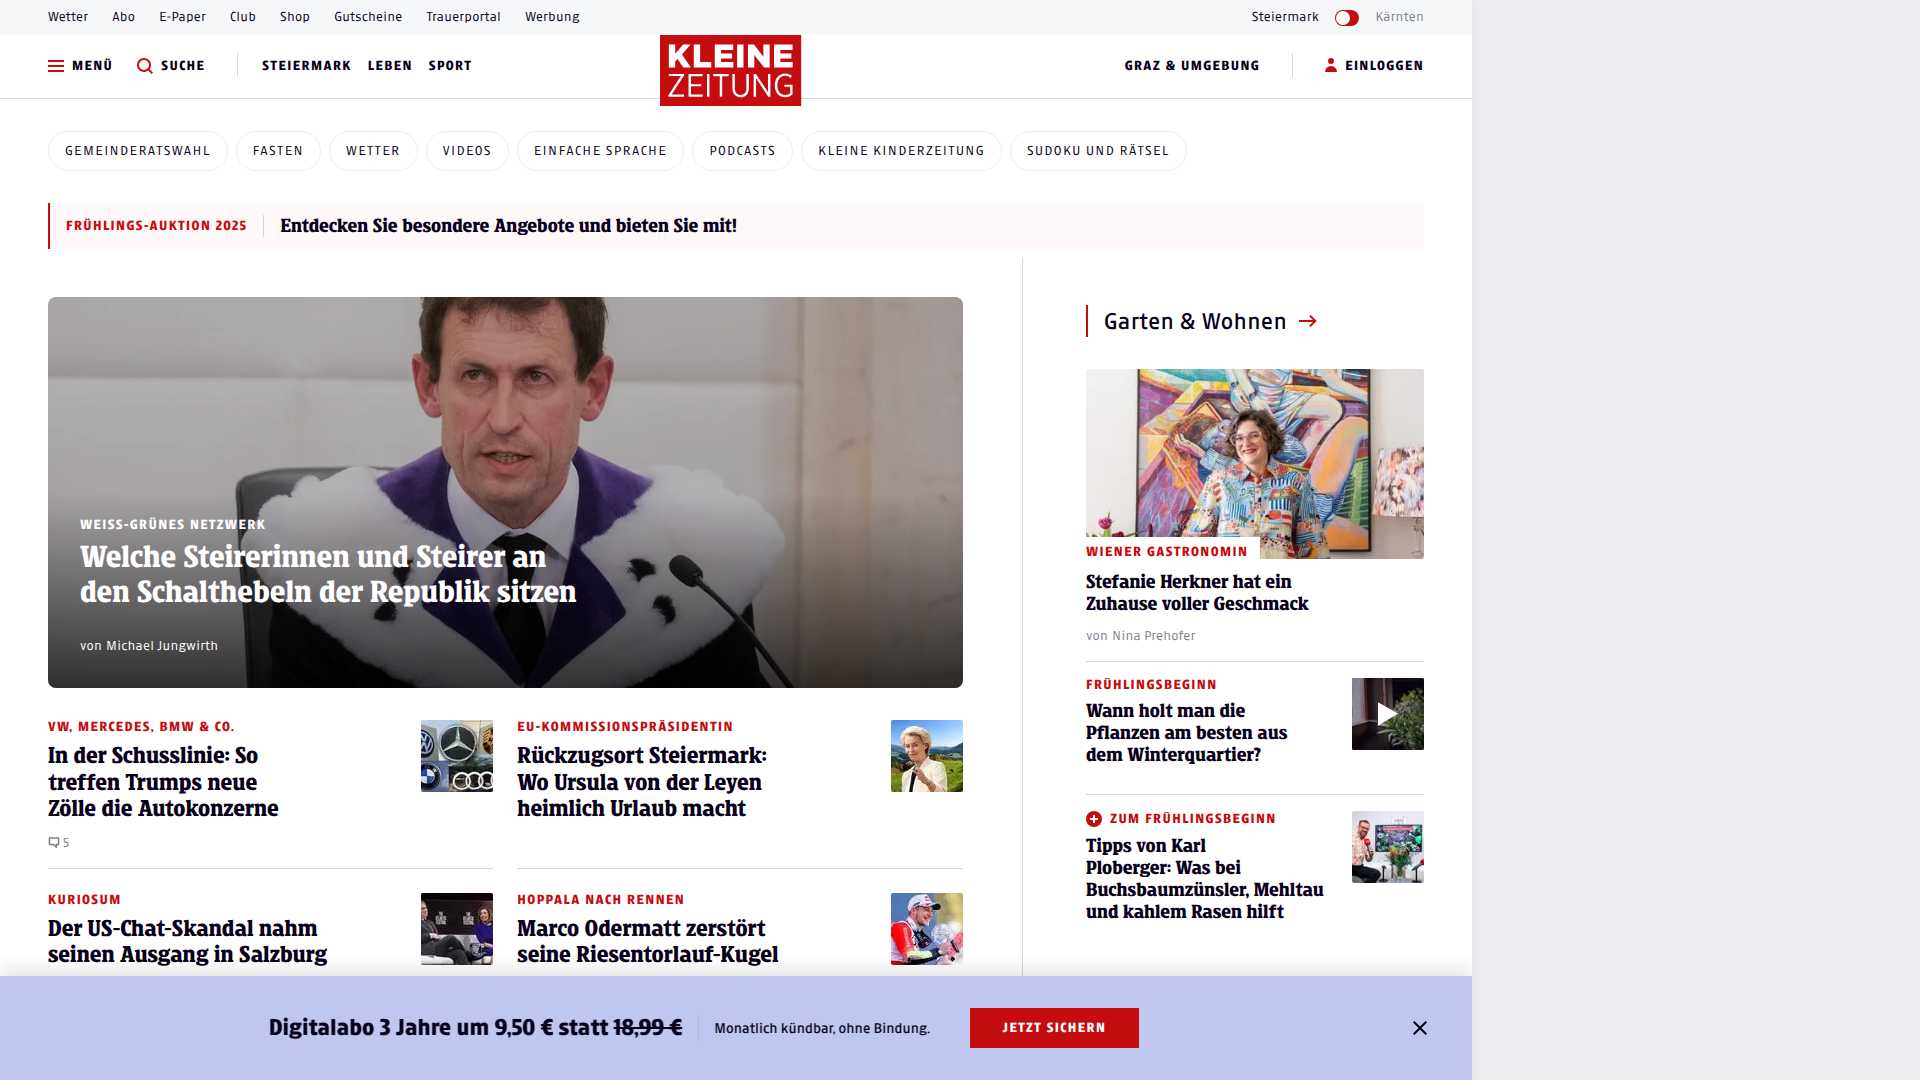 Wetter Abo E-Paper Club Shop Gutscheine Trauerportal Werbung Steiermark Kärnten
MENÜ SUCHE STEIERMARK LEBEN SPORT KLEINE ZEITUNG GRAZ & UMGEBUNG EINLOGGEN
GEMEINDERATSWAHL FASTEN WETTER VIDEOS EINFACHE SPRACHE PODCASTS KLEINE KINDERZEITUNG SUDOKU UND RÄTSEL
FRÜHLINGS-AUKTION 2025 Entdecken Sie besondere Angebote und bieten Sie mit!
WEISS-GRÜNES NETZWERK
Welche Steirerinnen und Steirer an
den Schalthebeln der Republik sitzen
von Michael Jungwirth
VW, MERCEDES, BMW & CO.
In der Schusslinie: So
treffen Trumps neue
Zölle die Autokonzerne
5
EU-KOMMISSIONSPRÄSIDENTIN
Rückzugsort Steiermark:
Wo Ursula von der Leyen
heimlich Urlaub macht
KURIOSUM
Der US-Chat-Skandal nahm
seinen Ausgang in Salzburg
HOPPALA NACH RENNEN
Marco Odermatt zerstört
seine Riesentorlauf-Kugel
Garten & Wohnen
WIENER GASTRONOMIN
Stefanie Herkner hat ein
Zuhause voller Geschmack
von Nina Prehofer
FRÜHLINGSBEGINN
Wann holt man die
Pflanzen am besten aus
dem Winterquartier?
ZUM FRÜHLINGSBEGINN
Tipps von Karl
Ploberger: Was bei
Buchsbaumzünsler, Mehltau
und kahlem Rasen hilft
Digitalabo 3 Jahre um 9,50 € statt 18,99 € Monatlich kündbar, ohne Bindung. JETZT SICHERN